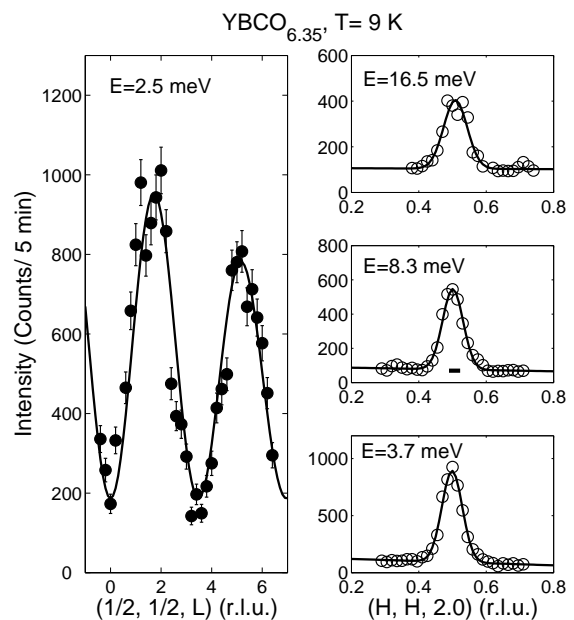 YBCO6.35, T= 9 K
E=2.5 meV
Intensity (Counts/ 5 min)
1200
1000
800
600
400
200
0
0 2 4 6
(1/2, 1/2, L) (r.l.u.)
E=16.5 meV
600
400
200
0
0.2 0.4 0.6 0.8
E=8.3 meV
800
600
400
200
0
0.2 0.4 0.6 0.8
E=3.7 meV
1000
500
0
0.2 0.4 0.6 0.8
(H, H, 2.0) (r.l.u.)